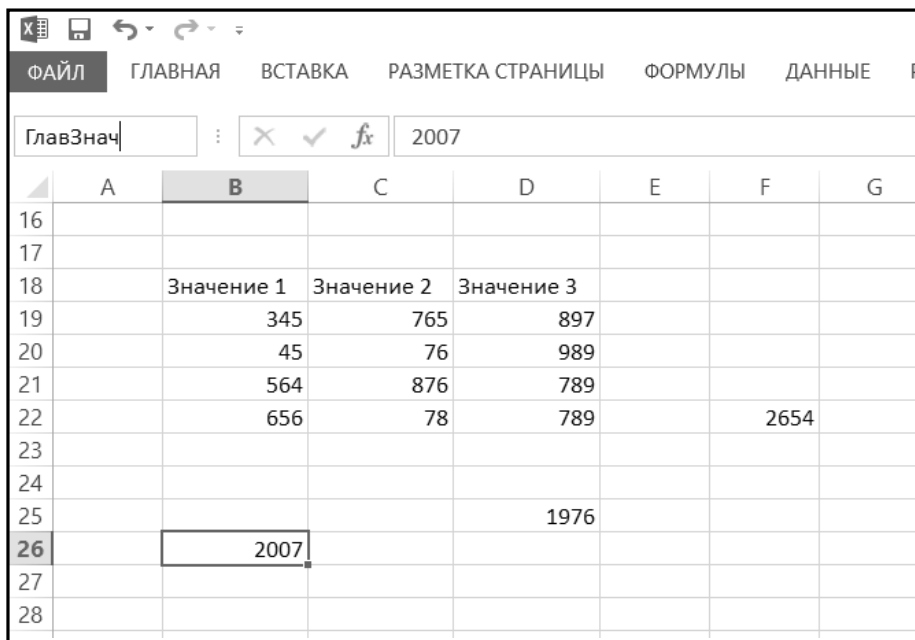 ФАЙЛ ГЛАВНАЯ ВСТАВКА РАЗМЕТКА СТРАНИЦЫ ФОРМУЛЫ ДАННЫЕ
ГлавЗнач fx 2007
A B C D E F G
16
17
18 Значение 1 Значение 2 Значение 3
19 345 765 897
20 45 76 989
21 564 876 789
22 656 78 789 2654
23
24
25 1976
26 2007
27
28